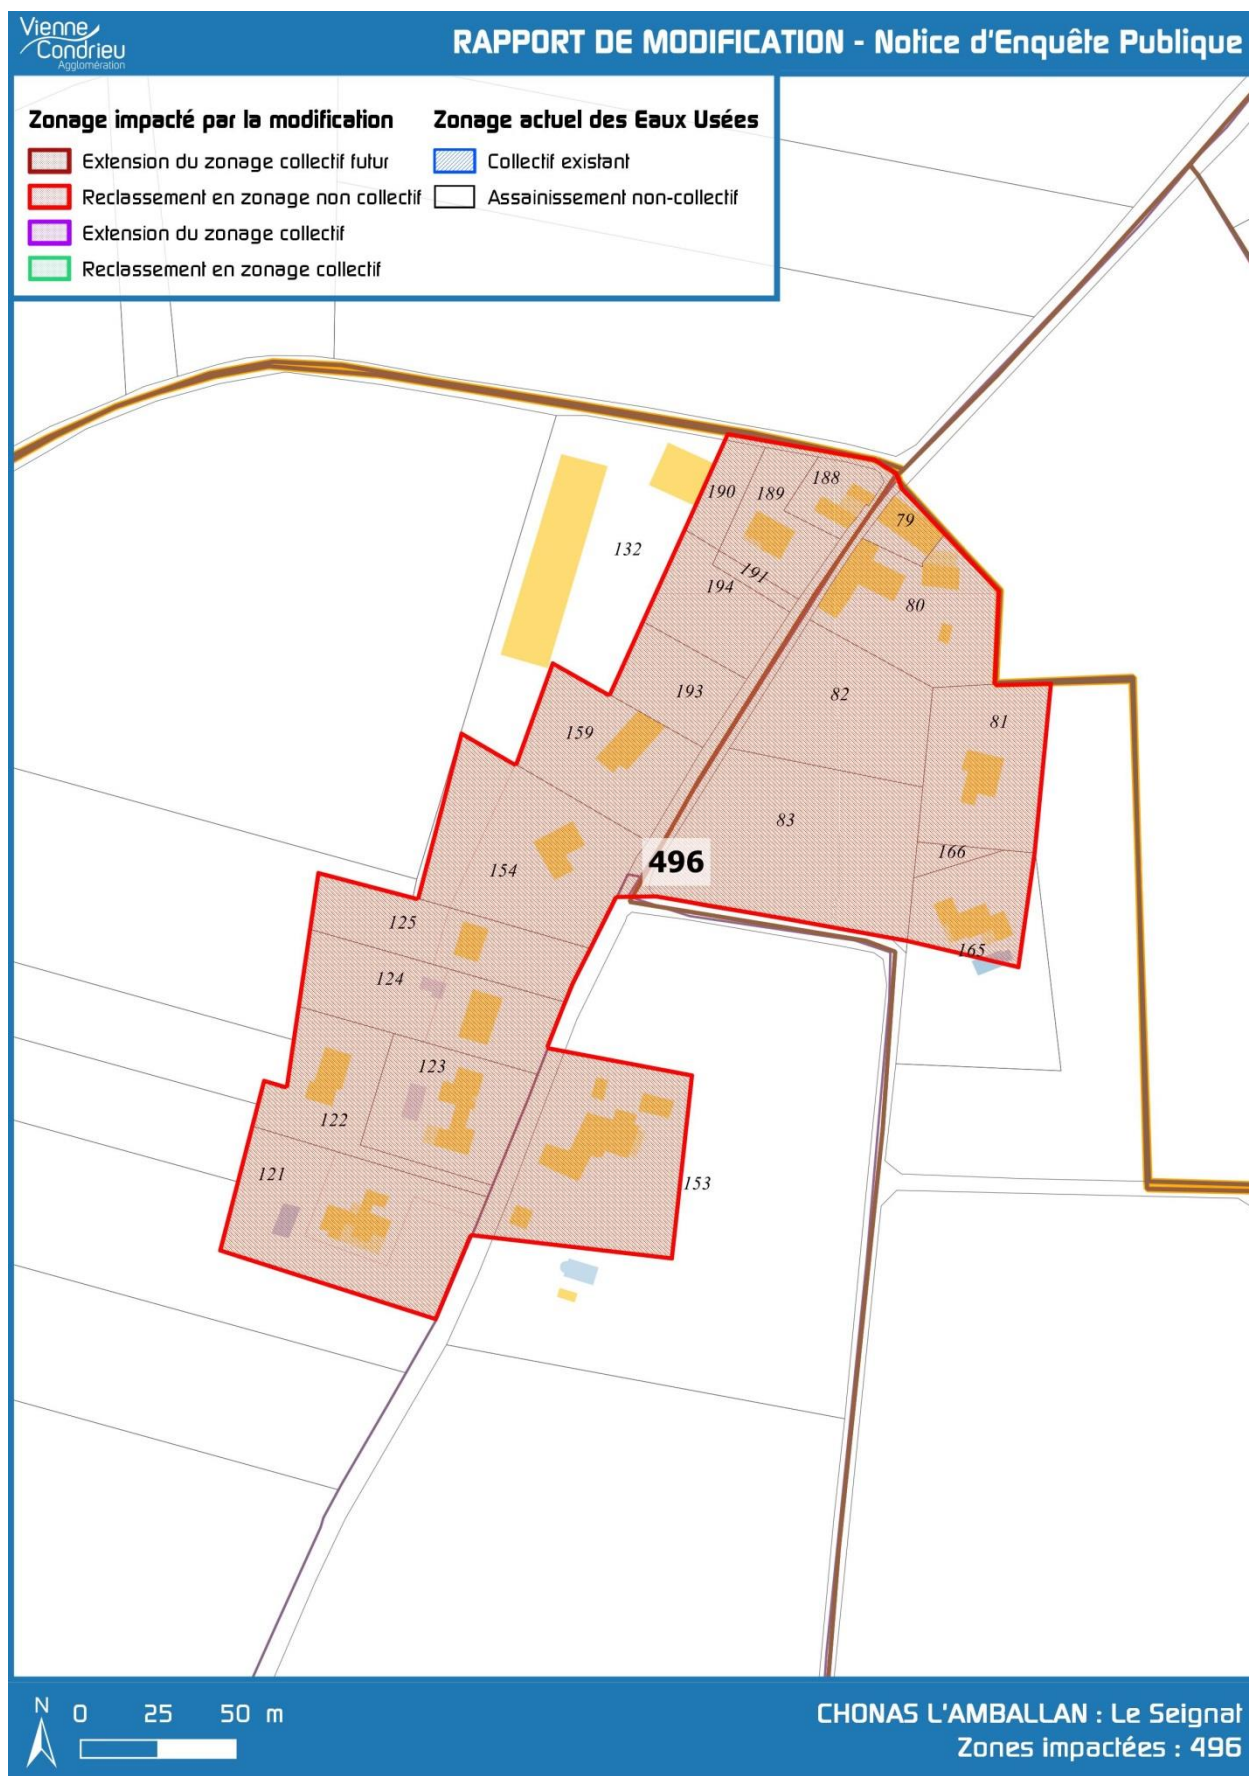 Vienne
Condrieu
Agglomération
RAPPORT DE MODIFICATION - Notice d'Enquête Publique
Zonage impacté par la modification
Extension du zonage collectif futur
Reclassement en zonage non collectif
Extension du zonage collectif
Reclassement en zonage collectif
Zonage actuel des Eaux Usées
Collectif existant
Assainissement non-collectif
188
190
189
79
132
191
194
80
193
82
81
159
83
166
496
154
125
165
124
123
122
121
153
N
0 25 50 m
CHONAS L'AMBALLAN : Le Seignat
Zones impactées : 496